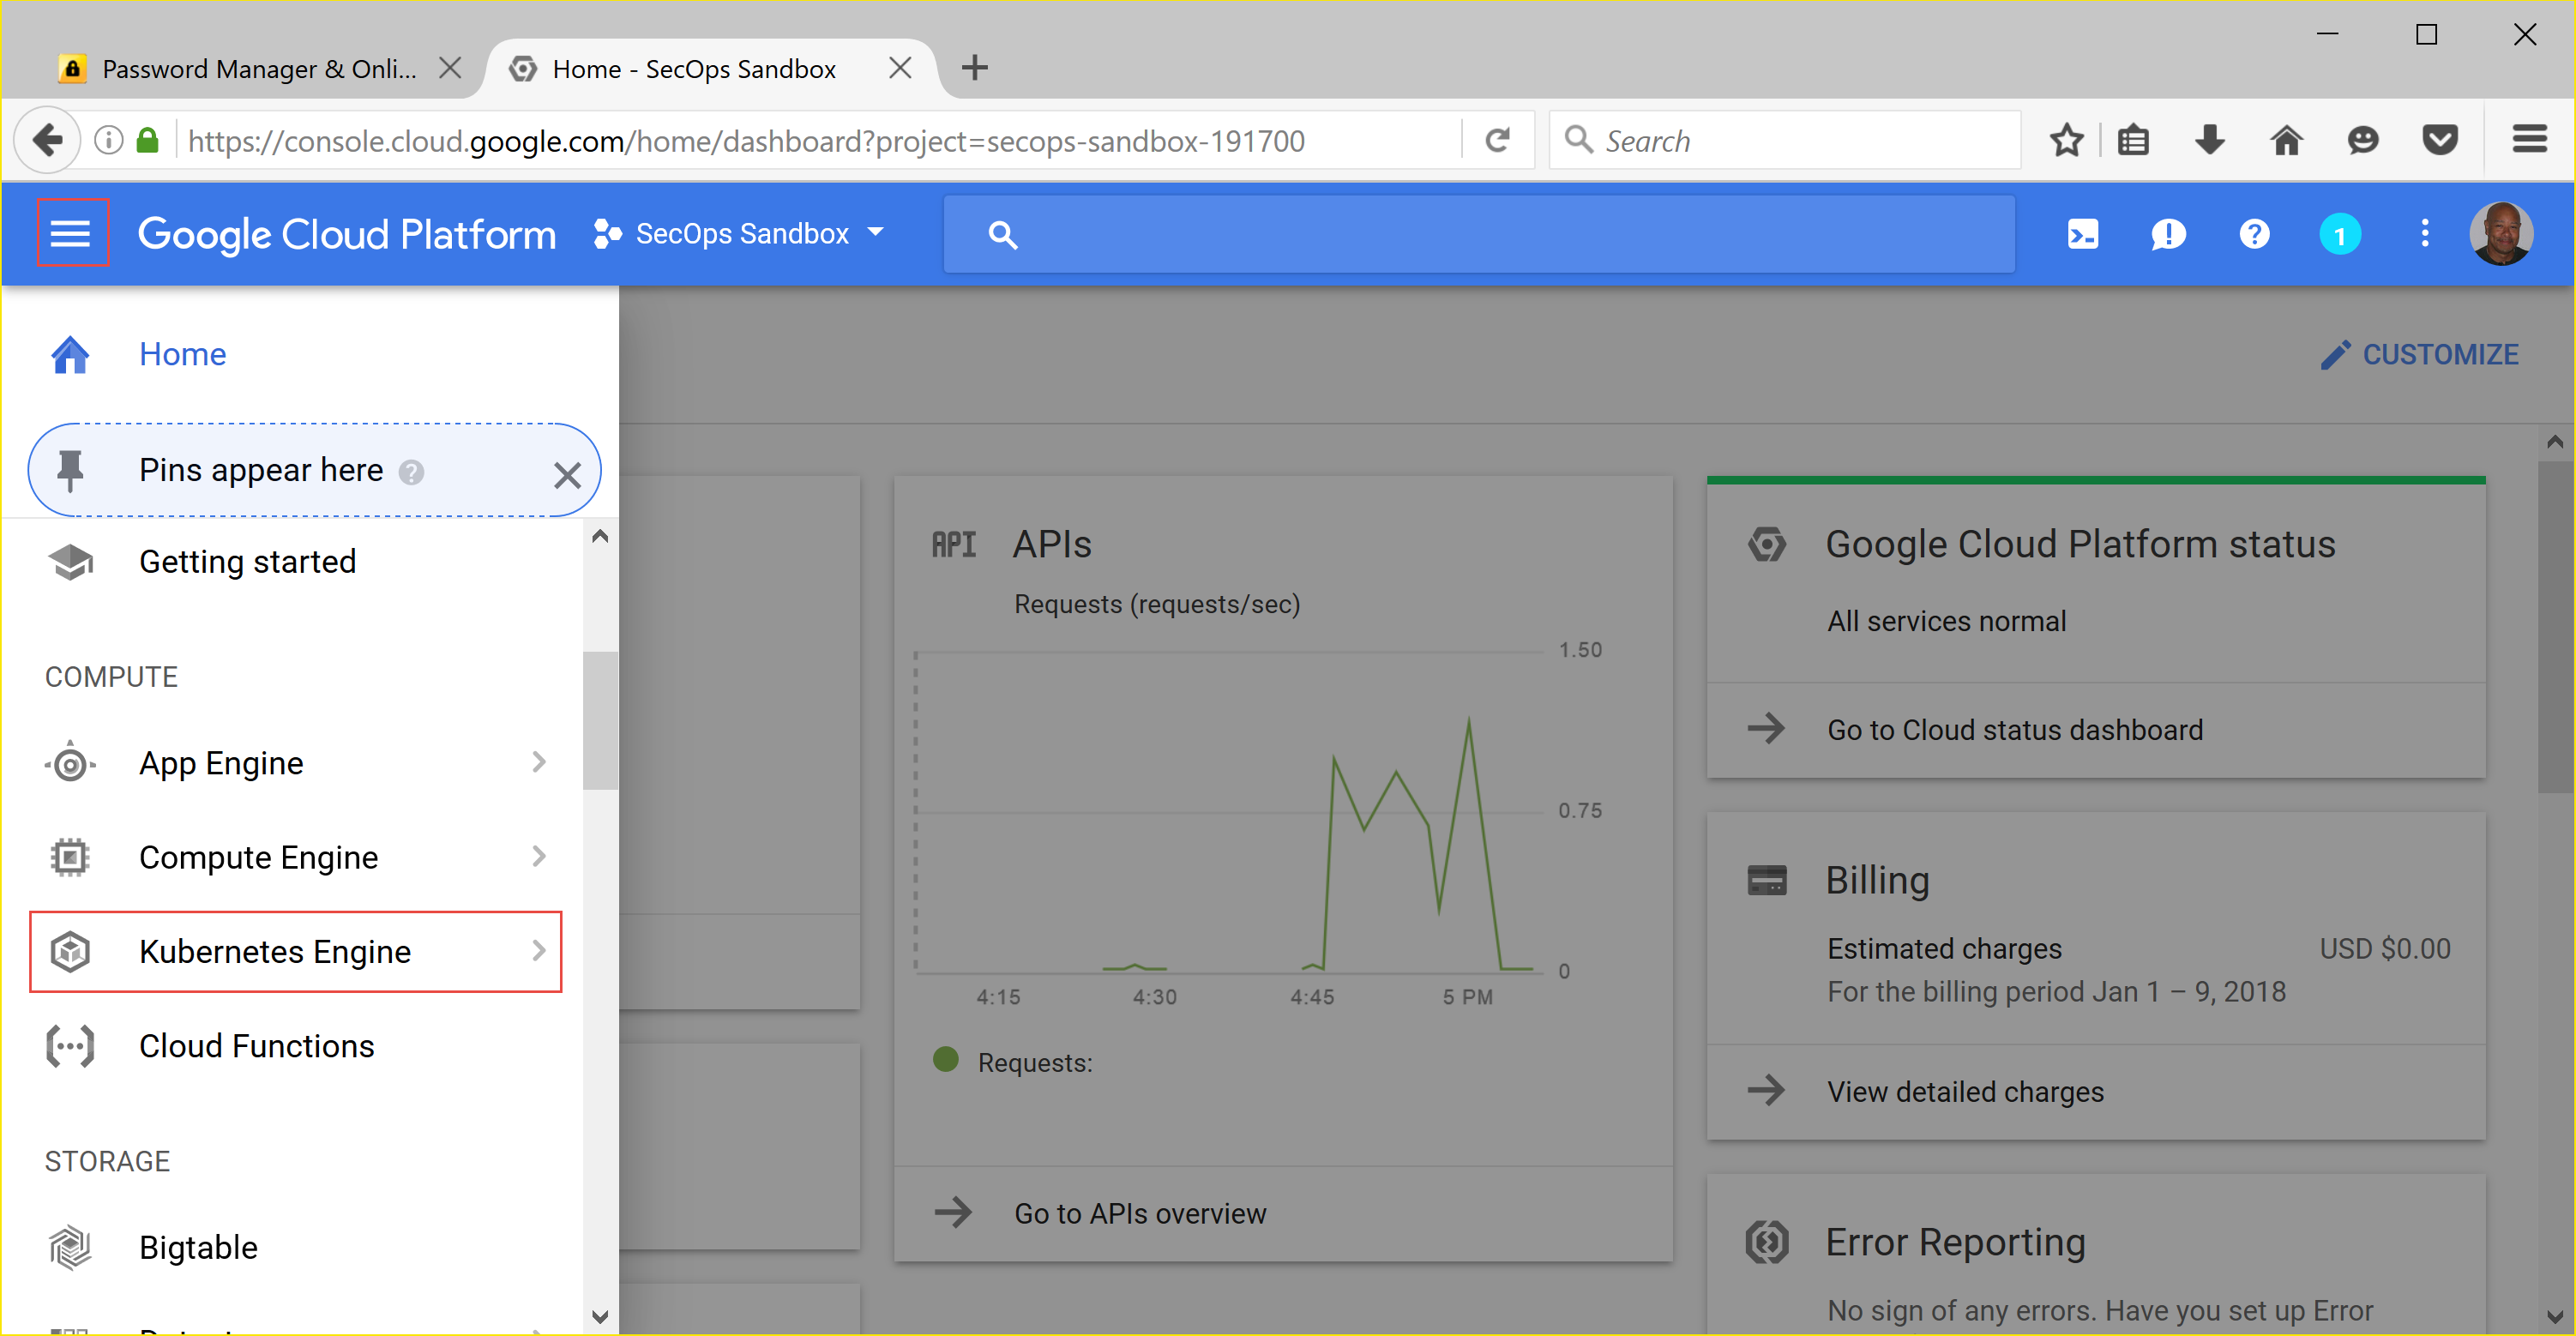 Password Manager & Onli...
Home - SecOps Sandbox
https://console.cloud.google.com/home/dashboard?project=secops-sandbox-191700
Search
Google Cloud Platform
SecOps Sandbox
1
Home
CUSTOMIZE
Pins appear here
Getting started
COMPUTE
App Engine
Compute Engine
Kubernetes Engine
Cloud Functions
STORAGE
Bigtable
API
APIs
Requests (requests/sec)
1.50
0.75
0
4:15 4:30 4:45 5 PM
Requests:
Go to APIs overview
Google Cloud Platform status
All services normal
Go to Cloud status dashboard
Billing
Estimated charges USD $0.00
For the billing period Jan 1 – 9, 2018
View detailed charges
Error Reporting
No sign of any errors. Have you set up Error